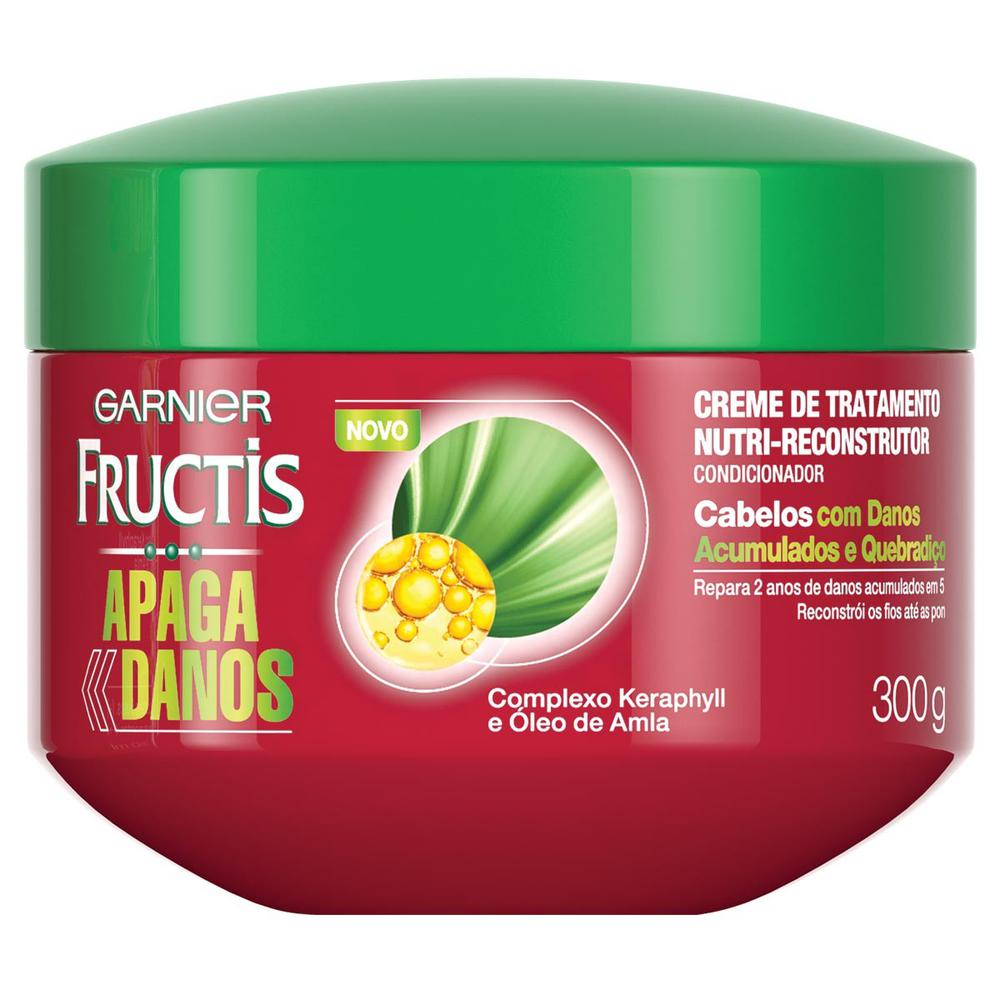 GARNIER
FRUCTIS
APAGA
DANOS
NOVO
Complexo Keraphyll
e Óleo de Amla
CREME DE TRATAMENTO
NUTRI-RECONSTRUTOR
CONDICIONADOR
Cabelos com Danos
Acumulados e Quebradiço
Repara 2 anos de danos acumulados em 5
Reconstrói os fios até as pon
300g